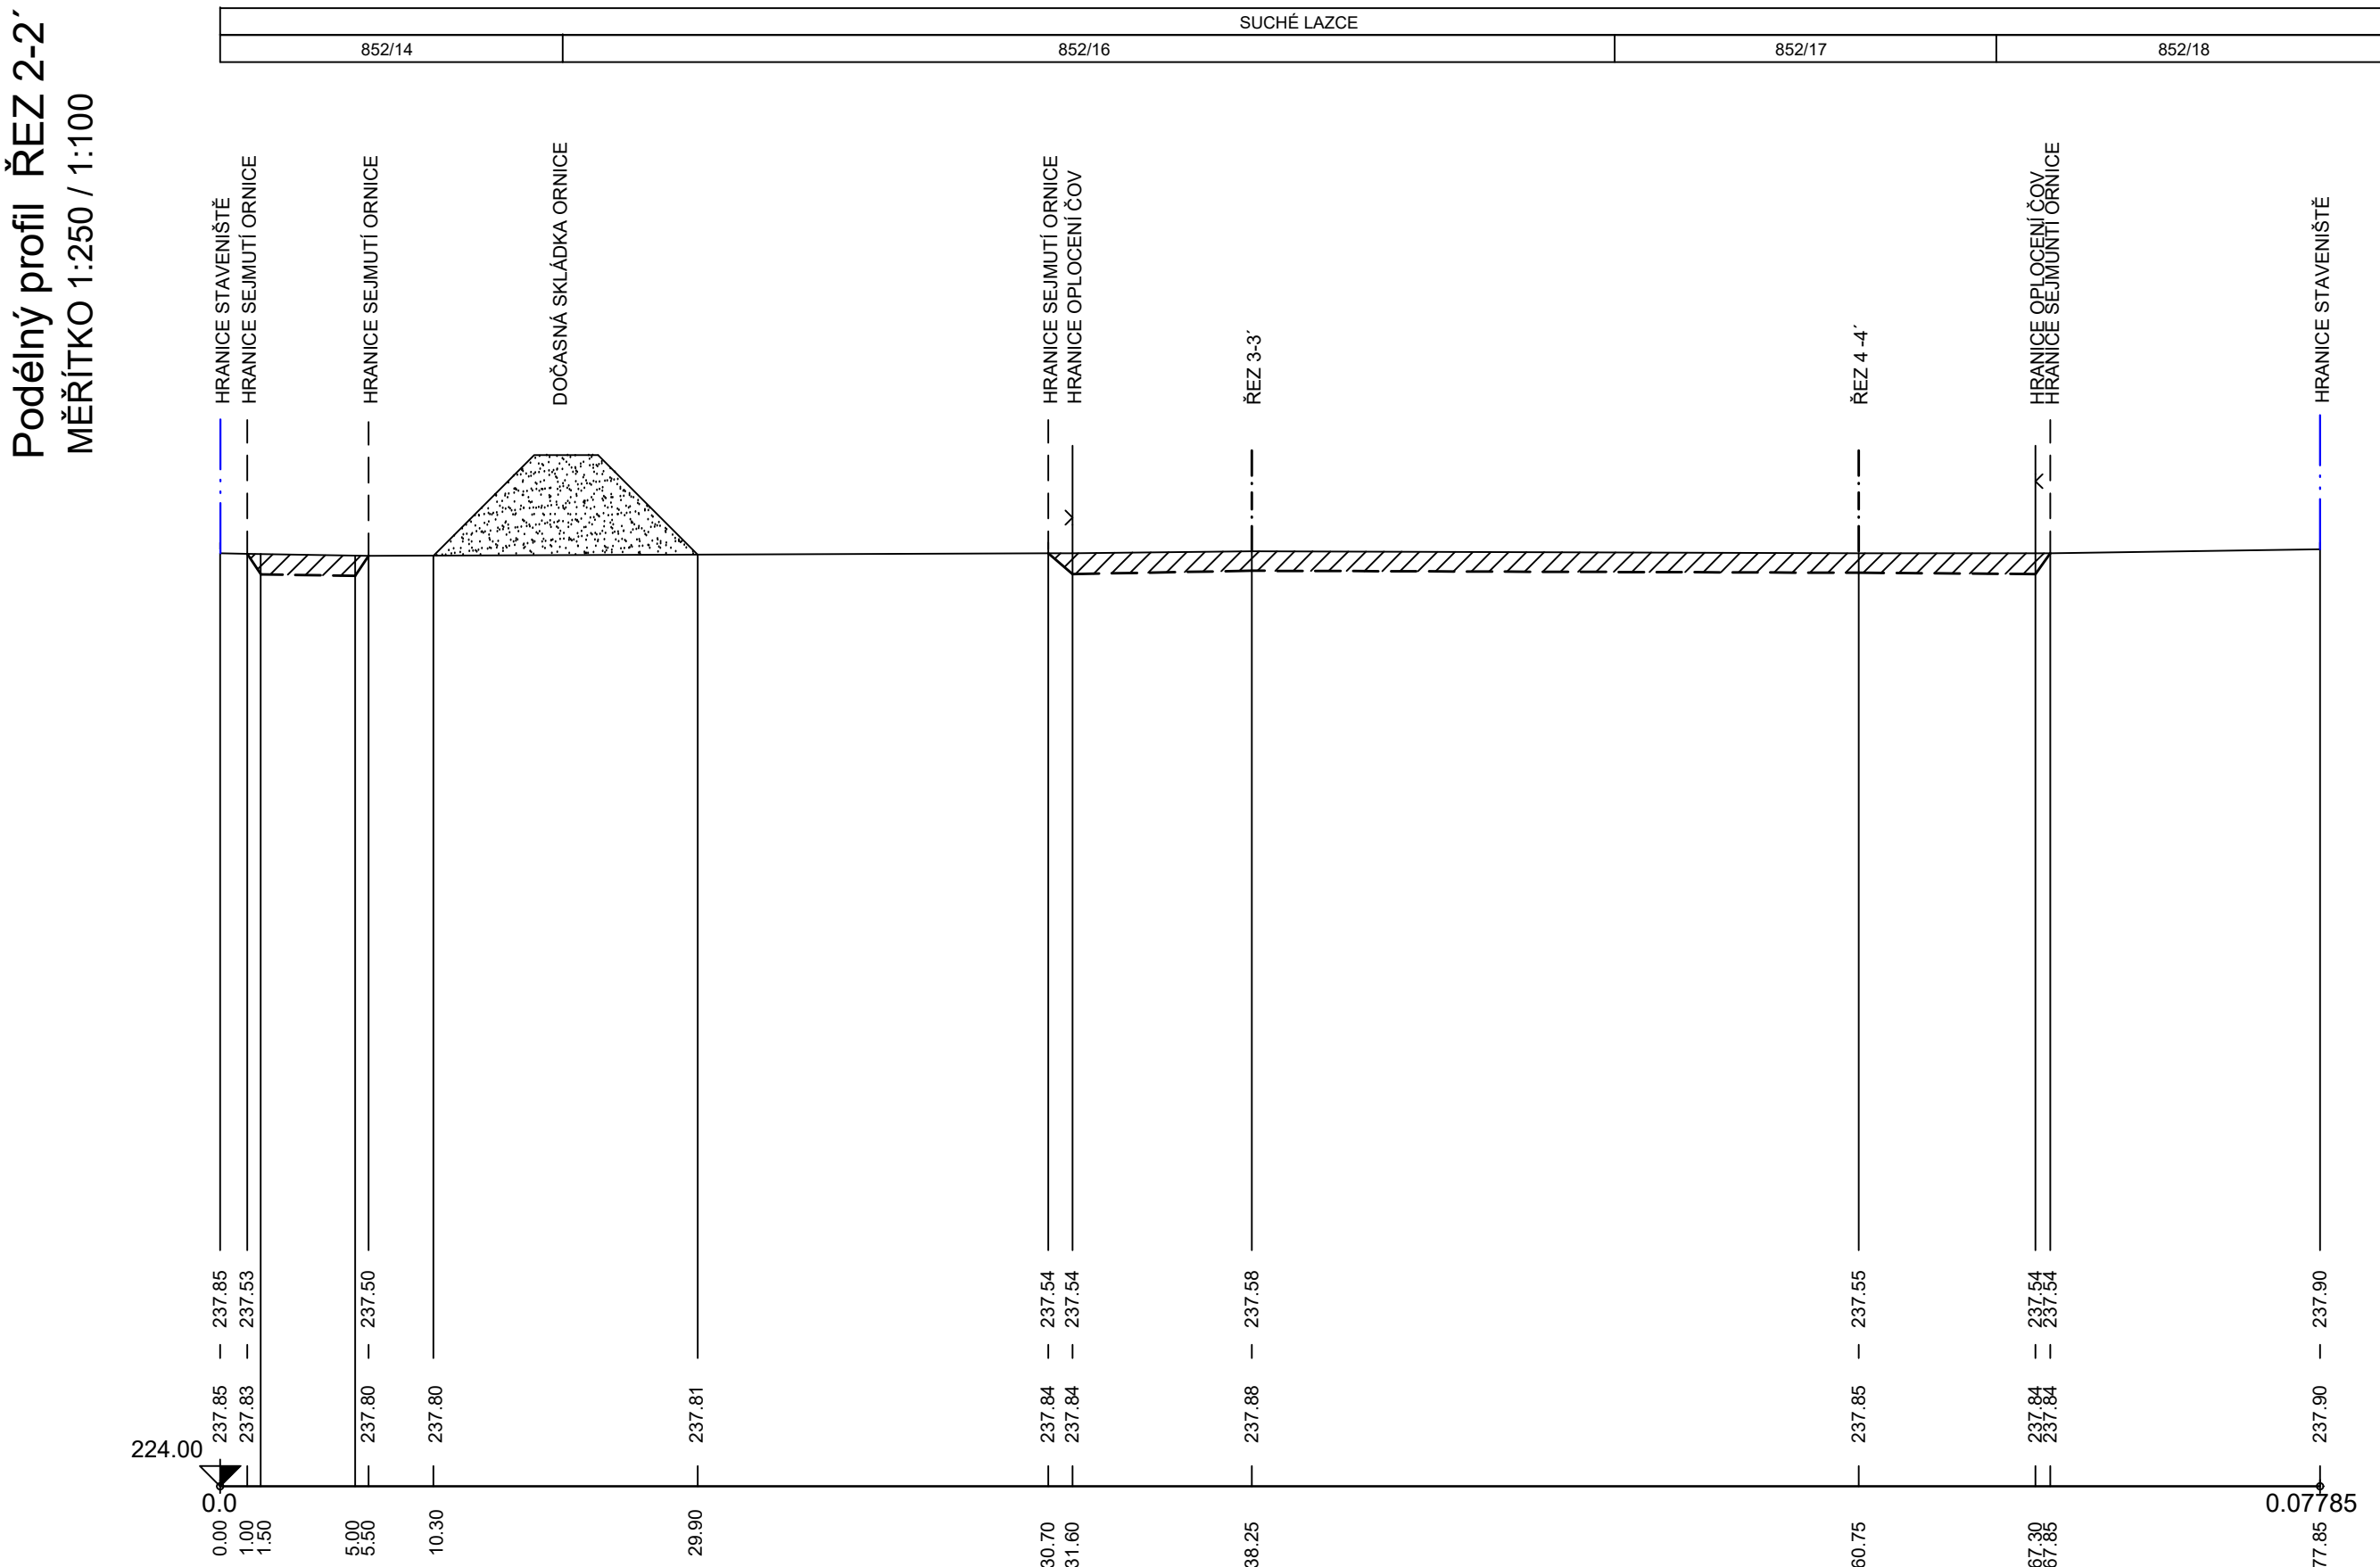 SUCHÉ LAZCE
852/14 852/16 852/17 852/18
Podélný profil ŘEZ 2-2´
MĚŘÍTKO 1:250 / 1:100
HRANICE STAVENIŠTĚ
HRANICE SEJMUTÍ ORNICE
HRANICE SEJMUTÍ ORNICE
DOČASNÁ SKLÁDKA ORNICE
HRANICE SEJMUTÍ ORNICE
HRANICE OPLOCENÍ ČOV
ŘEZ 3-3´
ŘEZ 4 -4´
HRANICE OPLOCENÍ ČOV
HRANICE SEJMUNTÍ ORNICE
HRANICE STAVENIŠTĚ
237.85 237.53 237.50 237.54 237.54 237.58 237.55 237.54 237.54 237.90
237.85 237.83 237.80 237.80 237.81 237.84 237.84 237.88 237.85 237.84 237.84 237.90
224.00
0.0 0.07785
0.00 1.00 1.50 5.00 5.50 10.30 29.90 30.70 31.60 38.25 60.75 67.30 67.85 77.85